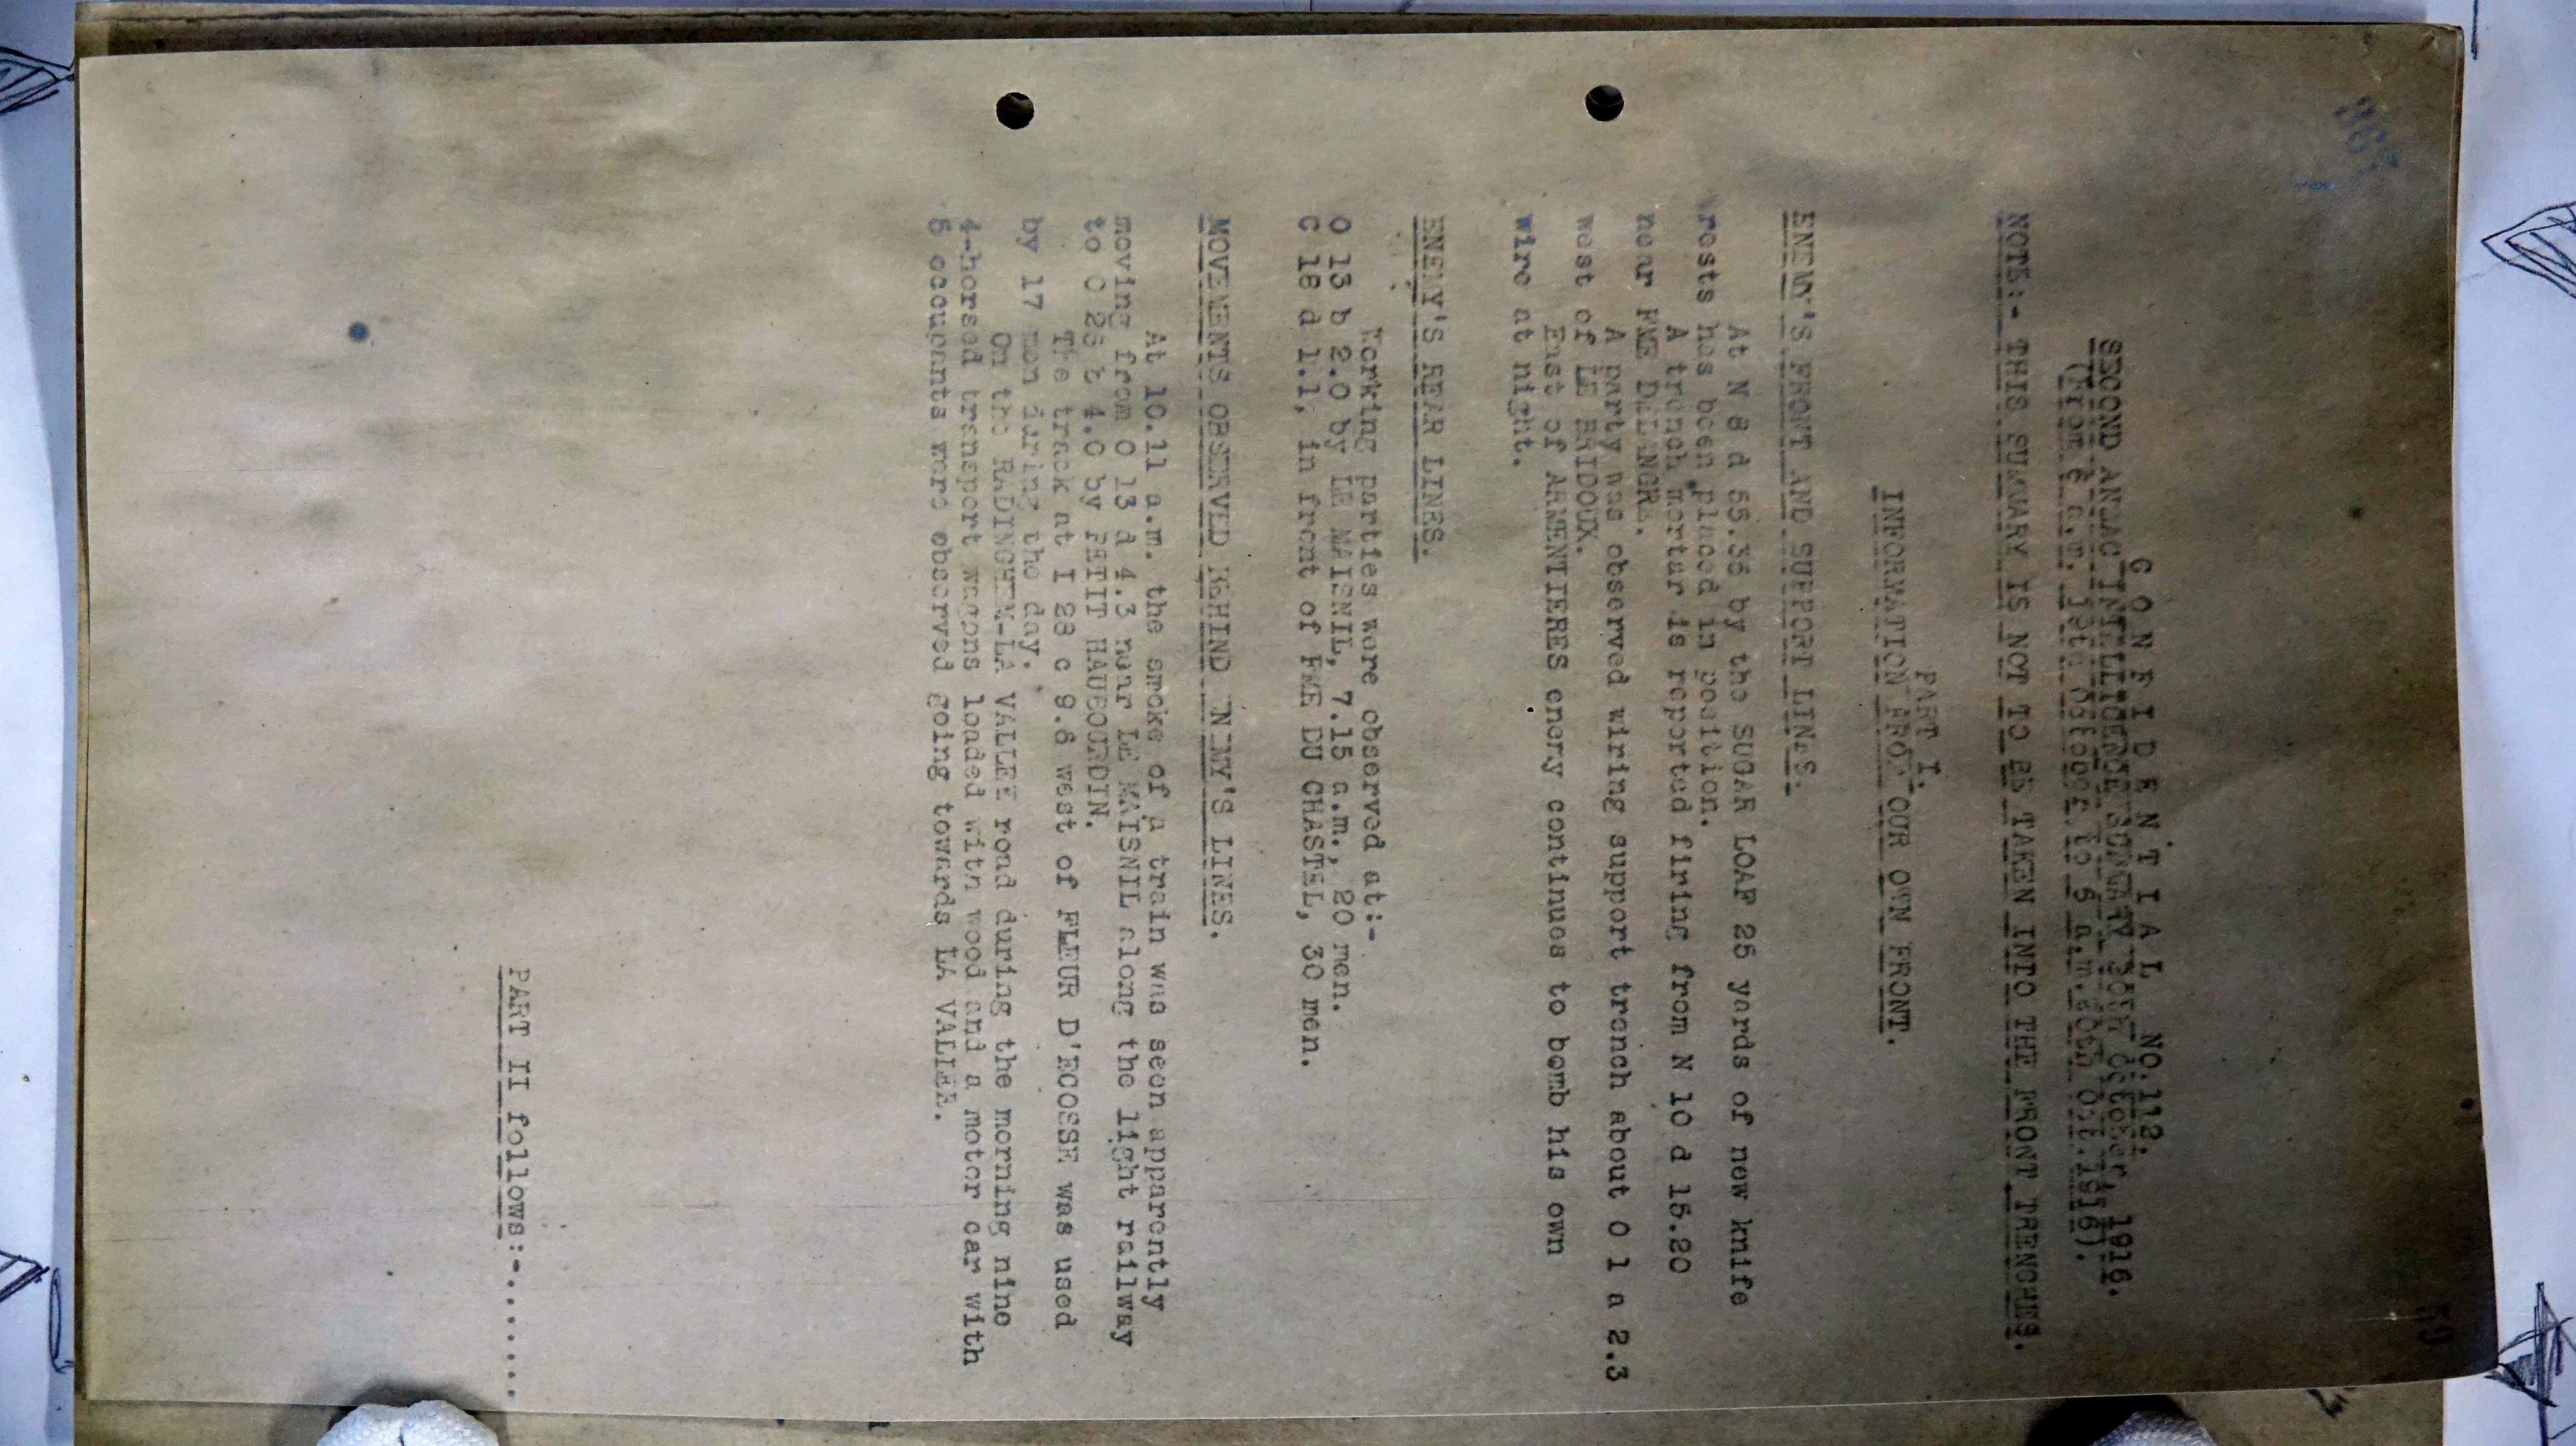 C O N F I D E N T I A L   NO.112.
SECOND ANZAC INTELLIGENCE SUMMARY October, 1916.
(From 6 a.m. October to 6 a.m. Oct.1916).
NOTE:- THIS SUMMARY IS NOT TO BE TAKEN INTO THE FRONT TRENCHES.
PART I.
INFORMATION FROM OUR OWN FRONT.
ENEMY'S FRONT AND SUPPORT LINES.
At N 8 d 55.35 by the SUGAR LOAF 25 yards of new knife
rests has been placed in position.
A trench mortar is reported firing from N 10 d 15.20
near FME DELANGRE.
A party was observed wiring support trench about O 1 a 2.3
west of LE BRIDOUX.
East of ARMENTIERES enemy continues to bomb his own
wire at night.
ENEMY'S REAR LINES.
Working parties were observed at:-
O 13 b 2.0 by LE MAISNIL, 7.15 a.m., 20 men.
C 18 d 1.1, in front of FME DU CHASTEL, 30 men.
MOVEMENTS OBSERVED BEHIND ENEMY'S LINES.
At 10.11 a.m. the smoke of a train was seen apparently
moving from O 13 d 4.3 near LE MAISNIL along the light railway
to O 26 b 4.0 by PETIT HAUBOURDIN.
The track at I 28 c 9.6 west of FLEUR D'ECOSSE was used
by 17 men during the day.
On the RADINGHEM-LA VALLEE road during the morning nine
4-horsed transport wagons loaded with wood and a motor car with
5 occupants were observed going towards LA VALLEE.
PART II follows:-.......